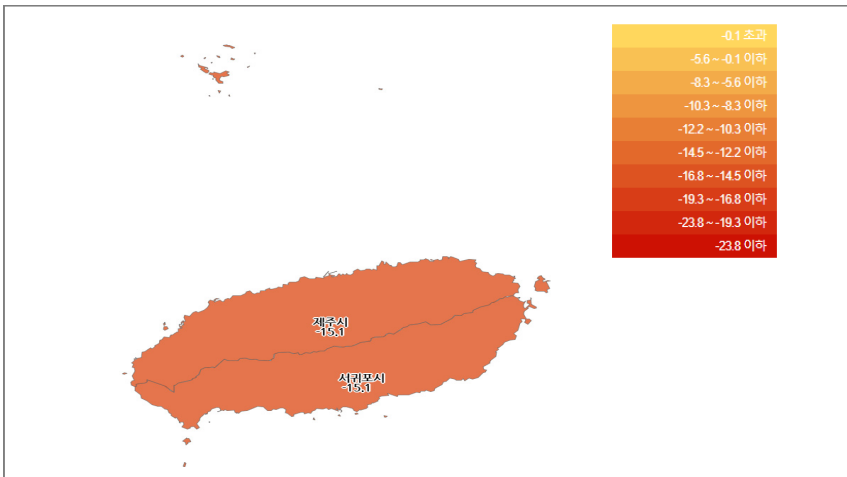 -0.1 초과
-5.6 ~ -0.1 이하
-8.3 ~ -5.6 이하
-10.3 ~ -8.3 이하
-12.2 ~ -10.3 이하
-14.5 ~ -12.2 이하
-16.8 ~ -14.5 이하
-19.3 ~ -16.8 이하
-23.8 ~ -19.3 이하
-23.8 이하
제주시
-15.1
서귀포시
-15.1